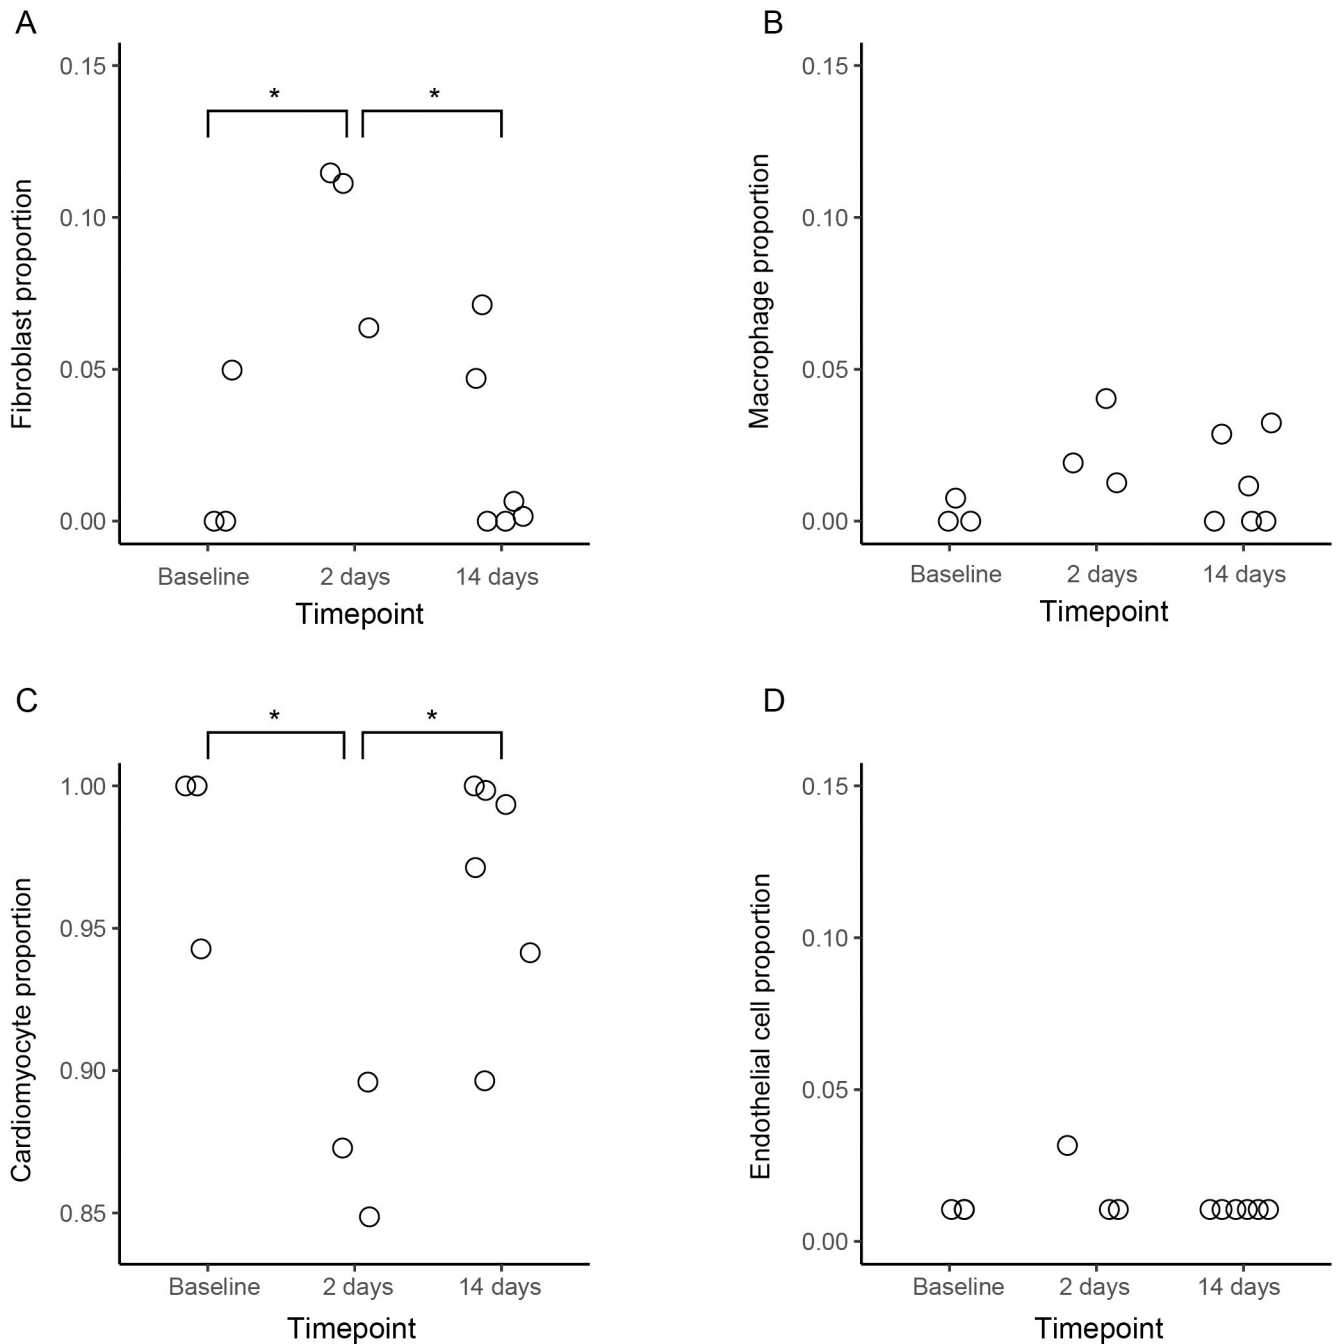 A
Fibroblast proportion
0.15
0.10
0.05
0.00
* *
Baseline 2 days 14 days
Timepoint
B
Macrophage proportion
0.15
0.10
0.05
0.00
Baseline 2 days 14 days
Timepoint
C
Cardiomyocyte proportion
* *
1.00
0.95
0.90
0.85
Baseline 2 days 14 days
Timepoint
D
Endothelial cell proportion
0.15
0.10
0.05
0.00
Baseline 2 days 14 days
Timepoint